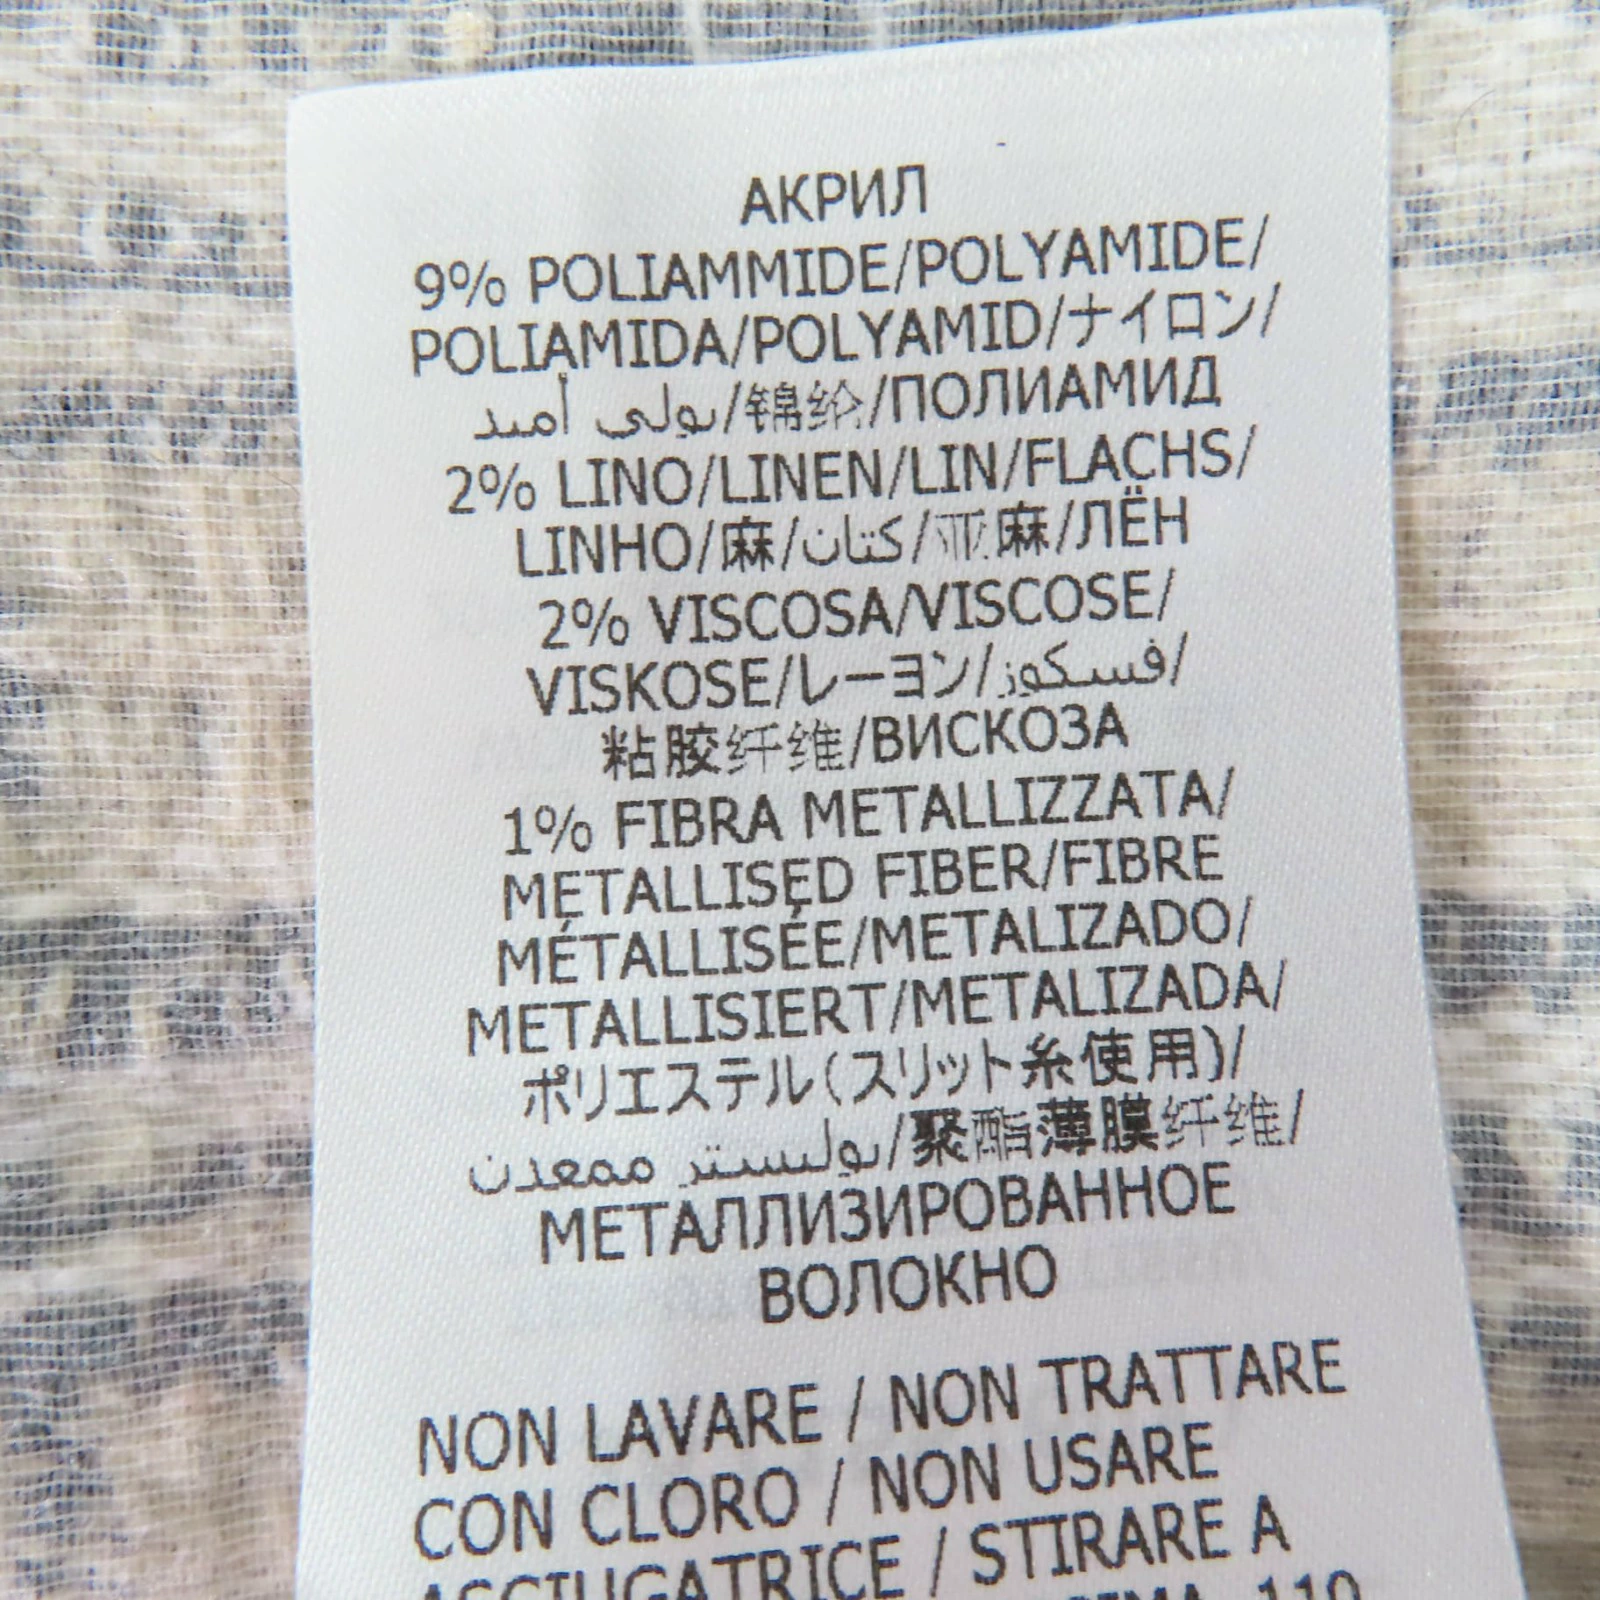 АКРИЛ
9% POLIAMMIDE/POLYAMIDE/
POLIAMIDA/POLYAMID/ナイロン/
بولي أميد/锦纶/ПОЛИАМИД
2% LINO/LINEN/LIN/FLACHS/
LINHO/麻/كتان/亚麻/ЛЁН
2% VISCOSA/VISCOSE/
VISKOSE/レーヨン/فسكوز/
粘胶纤维/ВИСКОЗА
1% FIBRA METALLIZZATA/
METALLISED FIBER/FIBRE
MÉTALLISÉE/METALIZADO/
METALLISIERT/METALIZADA/
ポリエステル(スリット糸使用)/
بوليستر ممعدن/聚酯薄膜纤维/
МЕТАЛЛИЗИРОВАННОЕ
ВОЛОКНО
NON LAVARE / NON TRATTARE
CON CLORO / NON USARE
ASCIUGATRICE / STIRARE A
110